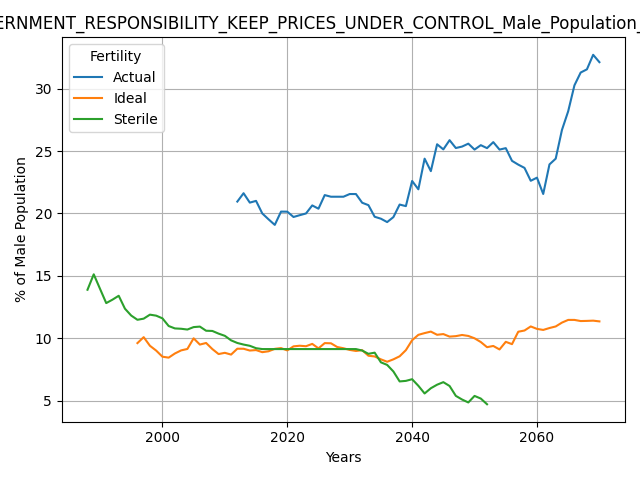 ERNMENT_RESPONSIBILITY_KEEP_PRICES_UNDER_CONTROL_Male_Population_
Fertility
Actual
Ideal
Sterile
% of Male Population
30
25
20
15
10
5
2000 2020 2040 2060
Years